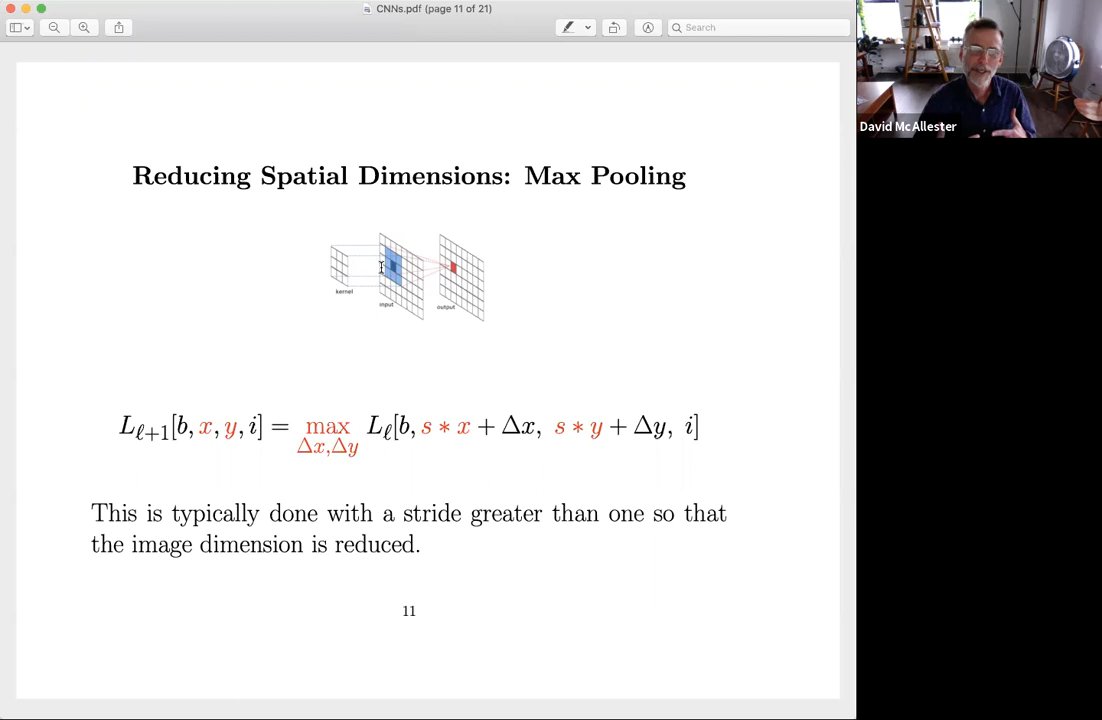 CNNs.pdf (page 11 of 21)
Search
David McAllester
Reducing Spatial Dimensions: Max Pooling
kernel
input
output
L_{ℓ+1}[b, x, y, i] = max_{Δx,Δy} L_ℓ[b, s ∗ x + Δx, s ∗ y + Δy, i]
This is typically done with a stride greater than one so that
the image dimension is reduced.
11